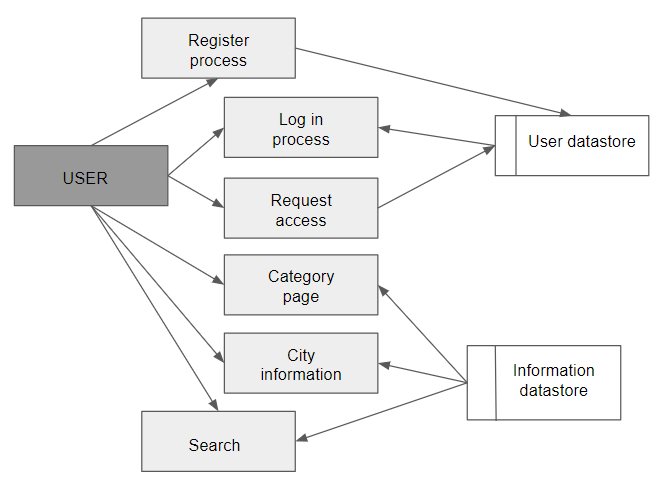 Register
process
Log in
process
User datastore
USER
Request
access
Category
page
City
information
Information
datastore
Search